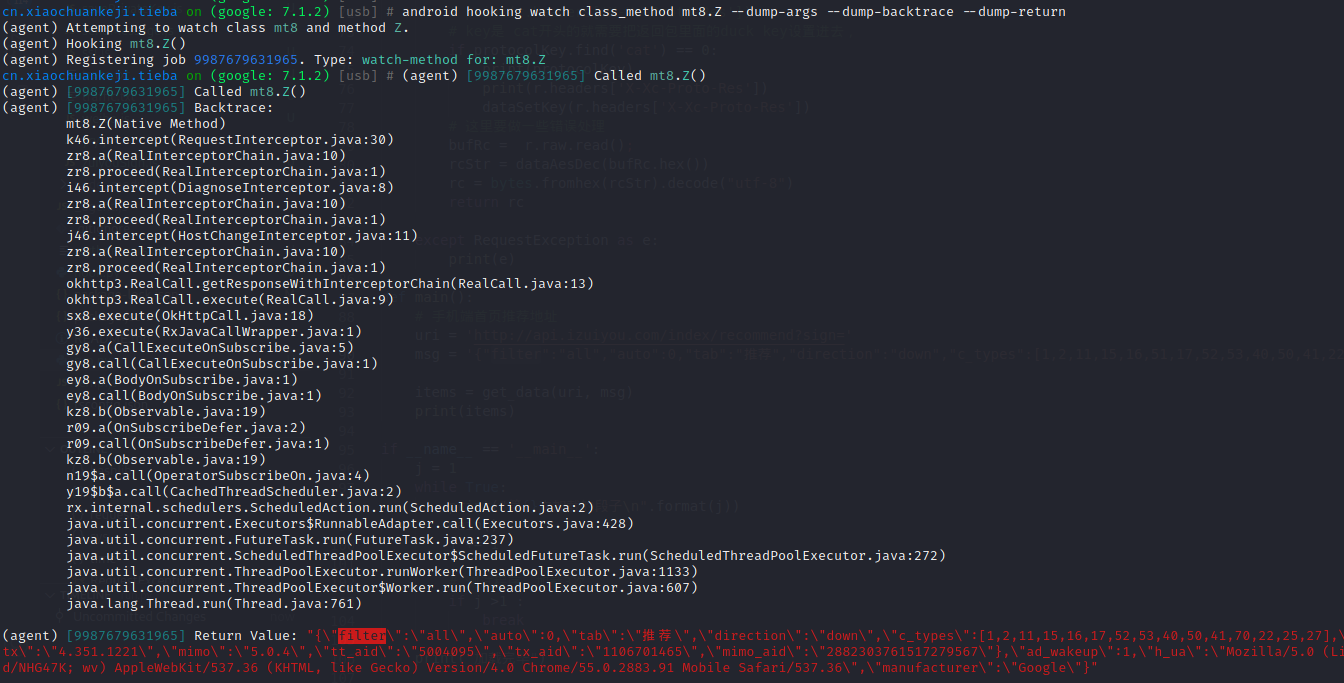 cn.xiaochuankeji.tieba on (google: 7.1.2) [usb] # android hooking watch class_method mt8.Z --dump-args --dump-backtrace --dump-return
(agent) Attempting to watch class mt8 and method Z.
(agent) Hooking mt8.Z()
(agent) Registering job 9987679631965. Type: watch-method for: mt8.Z
cn.xiaochuankeji.tieba on (google: 7.1.2) [usb] # (agent) [9987679631965] Called mt8.Z()
(agent) [9987679631965] Called mt8.Z()
(agent) [9987679631965] Backtrace:
mt8.Z(Native Method)
k46.intercept(RequestInterceptor.java:30)
zr8.a(RealInterceptorChain.java:10)
zr8.proceed(RealInterceptorChain.java:1)
i46.intercept(DiagnoseInterceptor.java:8)
zr8.a(RealInterceptorChain.java:10)
zr8.proceed(RealInterceptorChain.java:1)
j46.intercept(HostChangeInterceptor.java:11)
zr8.a(RealInterceptorChain.java:10)
zr8.proceed(RealInterceptorChain.java:1)
okhttp3.RealCall.getResponseWithInterceptorChain(RealCall.java:13)
okhttp3.RealCall.execute(RealCall.java:9)
sx8.execute(OkHttpCall.java:18)
y36.execute(RxJavaCallWrapper.java:1)
gy8.a(CallExecuteOnSubscribe.java:5)
gy8.call(CallExecuteOnSubscribe.java:1)
ey8.a(BodyOnSubscribe.java:1)
ey8.call(BodyOnSubscribe.java:1)
kz8.b(Observable.java:19)
r09.a(OnSubscribeDefer.java:2)
r09.call(OnSubscribeDefer.java:1)
kz8.b(Observable.java:19)
n19$a.call(OperatorSubscribeOn.java:4)
y19$b$a.call(CachedThreadScheduler.java:2)
rx.internal.schedulers.ScheduledAction.run(ScheduledAction.java:2)
java.util.concurrent.Executors$RunnableAdapter.call(Executors.java:428)
java.util.concurrent.FutureTask.run(FutureTask.java:237)
java.util.concurrent.ScheduledThreadPoolExecutor$ScheduledFutureTask.run(ScheduledThreadPoolExecutor.java:272)
java.util.concurrent.ThreadPoolExecutor.runWorker(ThreadPoolExecutor.java:1133)
java.util.concurrent.ThreadPoolExecutor$Worker.run(ThreadPoolExecutor.java:607)
java.lang.Thread.run(Thread.java:761)
(agent) [9987679631965] Return Value: "{\"filter\":\"all\",\"auto\":0,\"tab\":\"推荐\",\"direction\":\"down\",\"c_types\":[1,2,11,15,16,17,52,53,40,50,41,70,22,25,27],\
tx\":\"4.351.1221\",\"mimo\":\"5.0.4\",\"tt_aid\":\"5004095\",\"tx_aid\":\"1106701465\",\"mimo_aid\":\"2882303761517279567\"},\"ad_wakeup\":1,\"h_ua\":\"Mozilla/5.0 (Li
d/NHG47K; wv) AppleWebKit/537.36 (KHTML, like Gecko) Version/4.0 Chrome/55.0.2883.91 Mobile Safari/537.36\",\"manufacturer\":\"Google\"}"